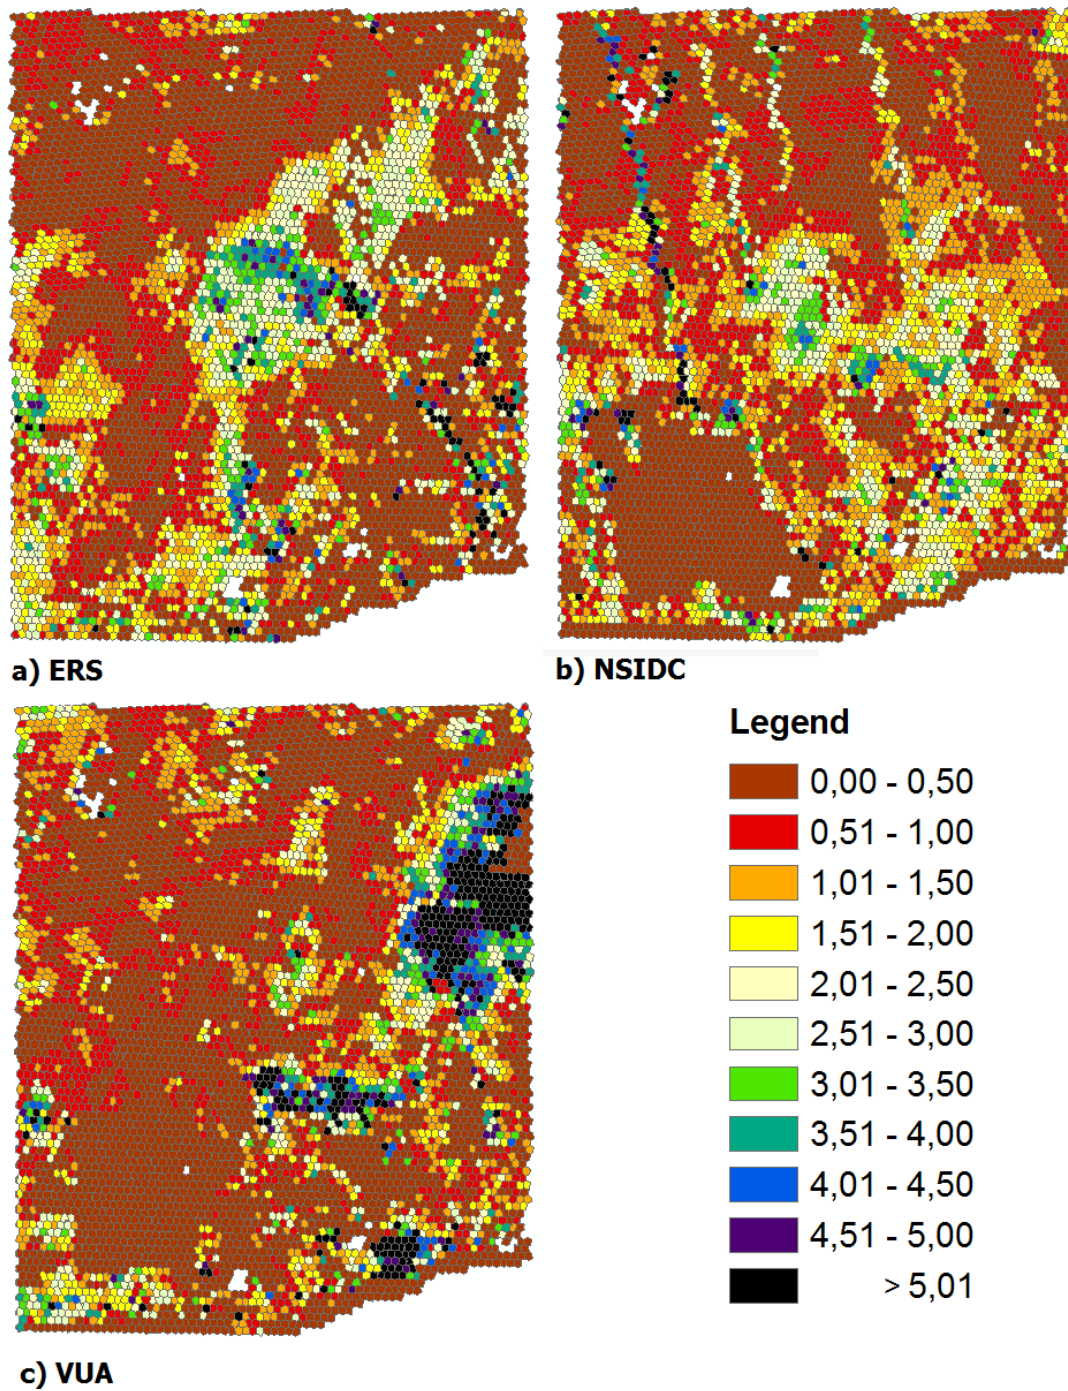 a) ERS
b) NSIDC
Legend
0,00 - 0,50
0,51 - 1,00
1,01 - 1,50
1,51 - 2,00
2,01 - 2,50
2,51 - 3,00
3,01 - 3,50
3,51 - 4,00
4,01 - 4,50
4,51 - 5,00
> 5,01
c) VUA